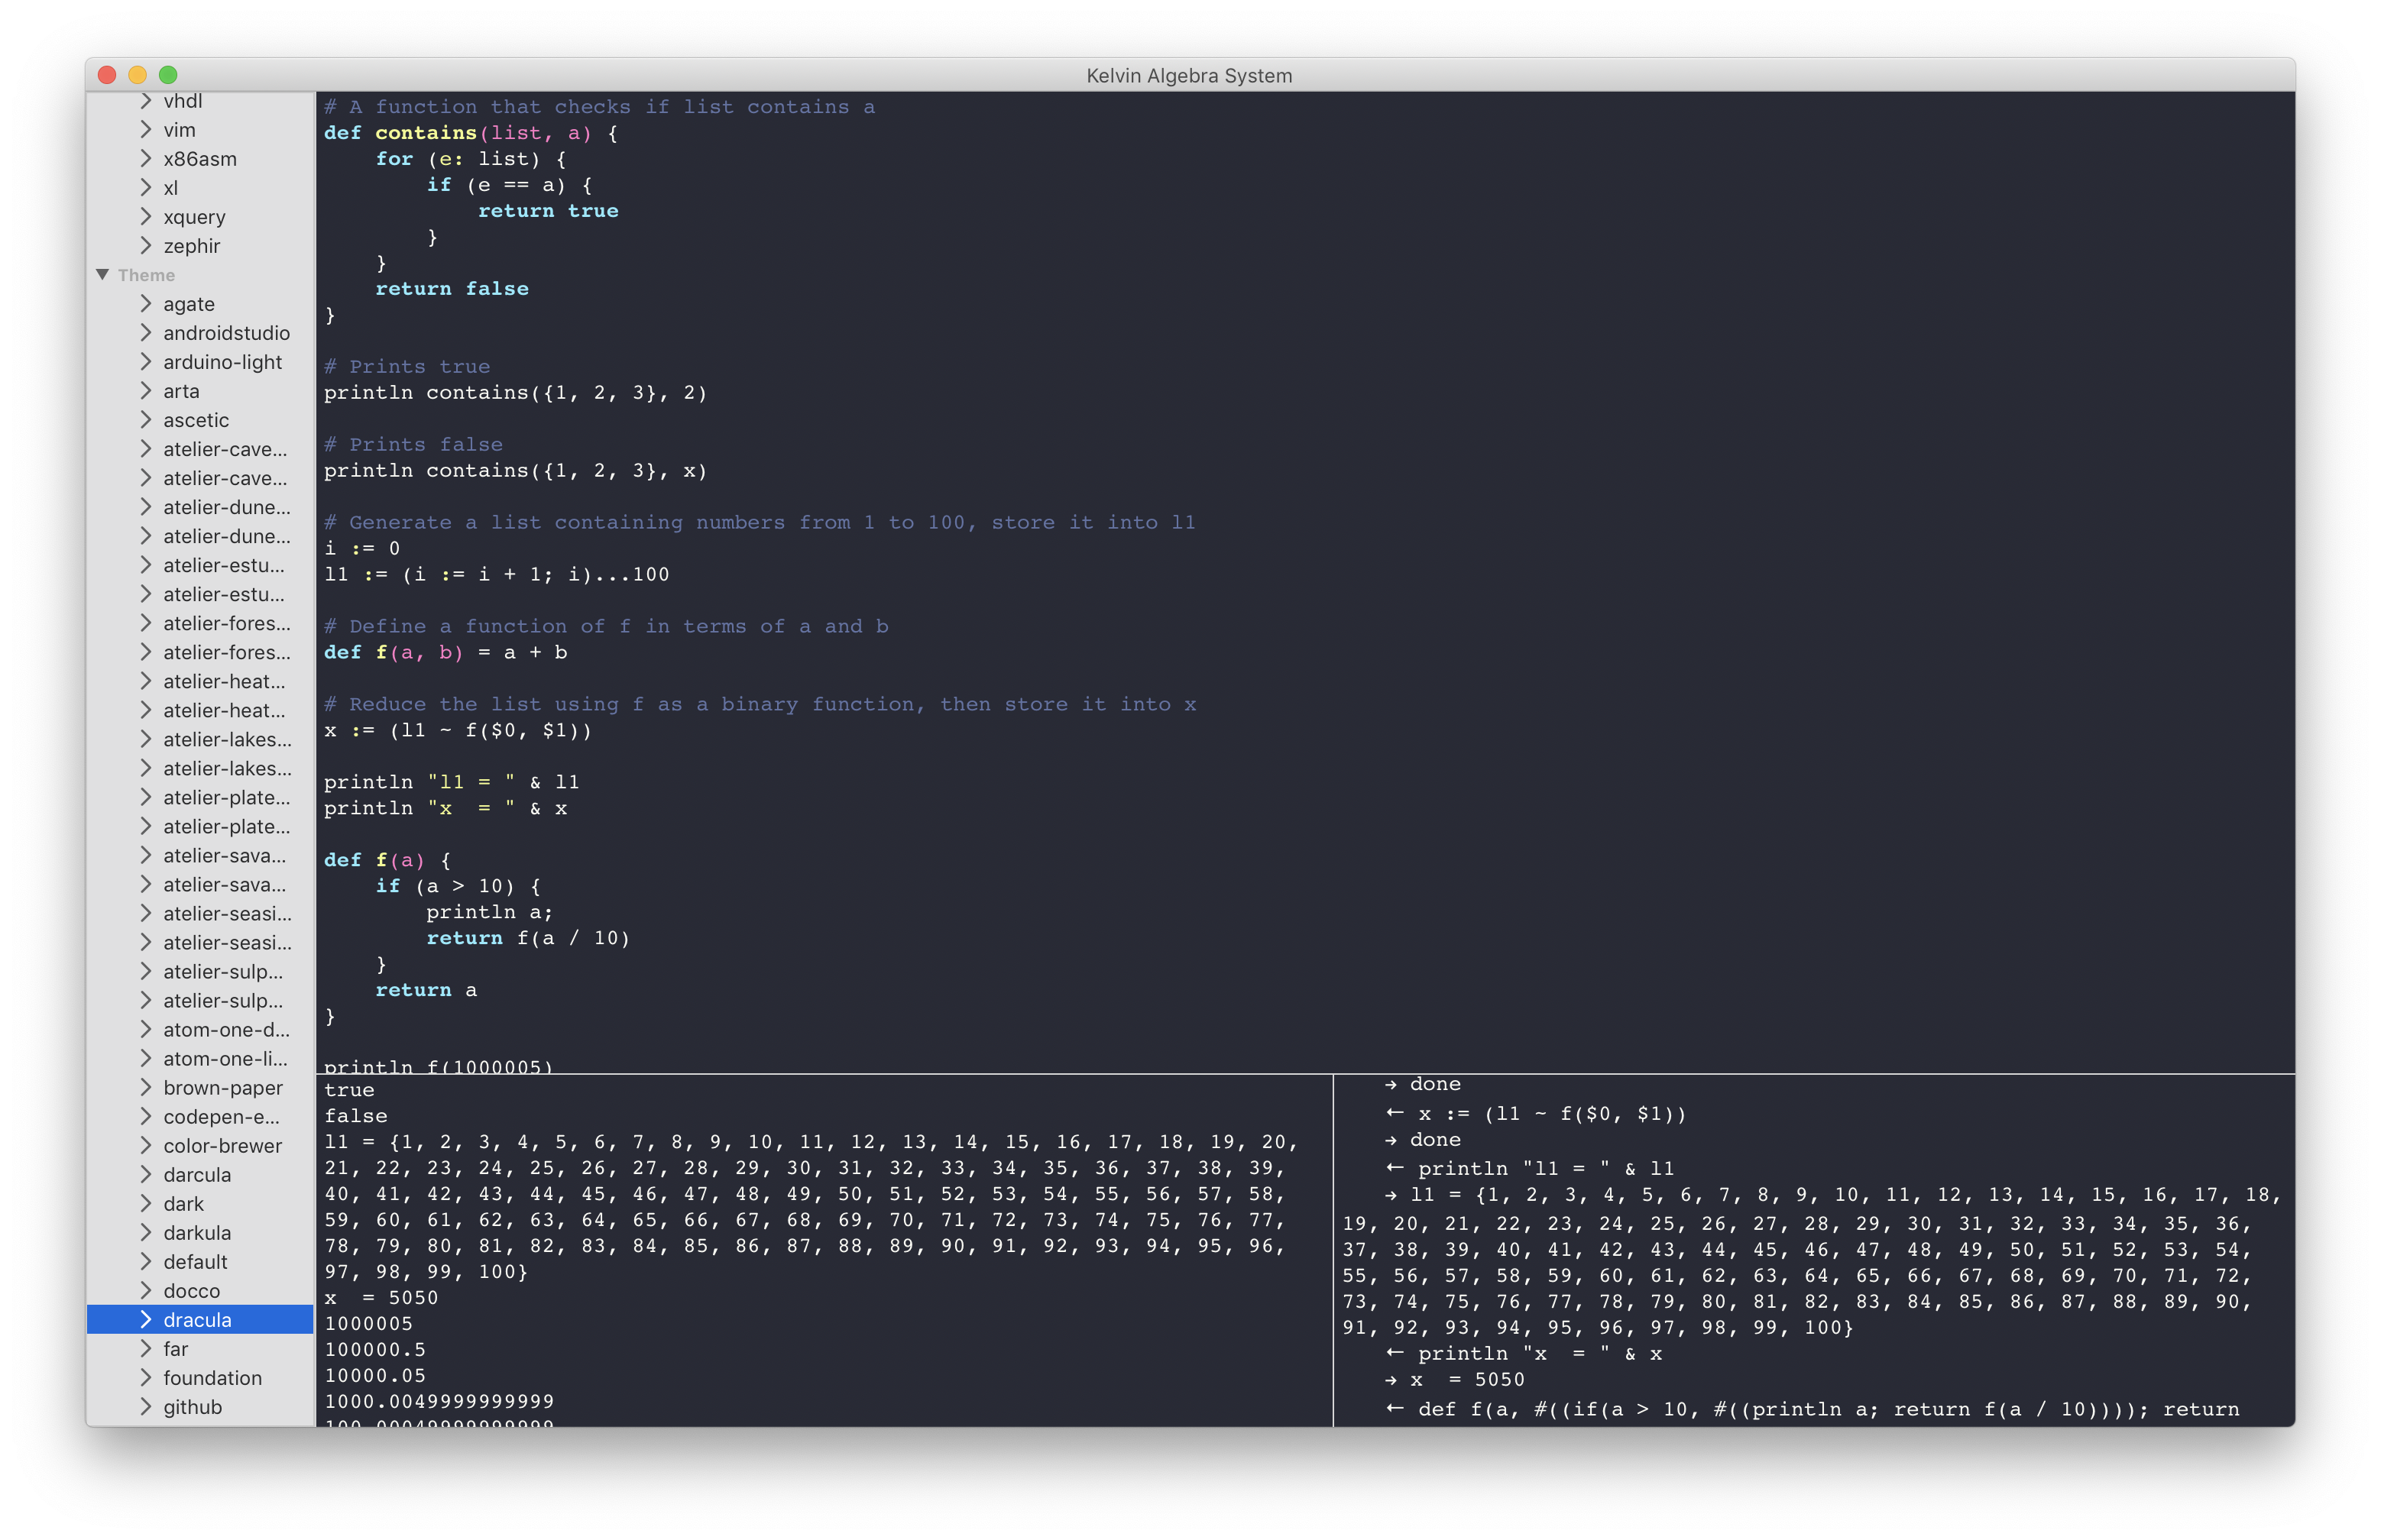 Kelvin Algebra System
vhdl
vim
x86asm
xl
xquery
zephir
Theme
agate
androidstudio
arduino-light
arta
ascetic
atelier-cave...
atelier-cave...
atelier-dune...
atelier-dune...
atelier-estu...
atelier-estu...
atelier-fores...
atelier-fores...
atelier-heat...
atelier-heat...
atelier-lakes...
atelier-lakes...
atelier-plate...
atelier-plate...
atelier-sava...
atelier-sava...
atelier-seasi...
atelier-seasi...
atelier-sulp...
atelier-sulp...
atom-one-d...
atom-one-li...
brown-paper
codepen-e...
color-brewer
darcula
dark
darkula
default
docco
dracula
far
foundation
github
# A function that checks if list contains a
def contains(list, a) {
    for (e: list) {
        if (e == a) {
            return true
        }
    }
    return false
}
# Prints true
println contains({1, 2, 3}, 2)
# Prints false
println contains({1, 2, 3}, x)
# Generate a list containing numbers from 1 to 100, store it into l1
i := 0
l1 := (i := i + 1; i)...100
# Define a function of f in terms of a and b
def f(a, b) = a + b
# Reduce the list using f as a binary function, then store it into x
x := (l1 ~ f($0, $1))
println "l1 = " & l1
println "x  = " & x
def f(a) {
    if (a > 10) {
        println a;
        return f(a / 10)
    }
    return a
}
println f(1000005)
true
false
l1 = {1, 2, 3, 4, 5, 6, 7, 8, 9, 10, 11, 12, 13, 14, 15, 16, 17, 18, 19, 20,
21, 22, 23, 24, 25, 26, 27, 28, 29, 30, 31, 32, 33, 34, 35, 36, 37, 38, 39,
40, 41, 42, 43, 44, 45, 46, 47, 48, 49, 50, 51, 52, 53, 54, 55, 56, 57, 58,
59, 60, 61, 62, 63, 64, 65, 66, 67, 68, 69, 70, 71, 72, 73, 74, 75, 76, 77,
78, 79, 80, 81, 82, 83, 84, 85, 86, 87, 88, 89, 90, 91, 92, 93, 94, 95, 96,
97, 98, 99, 100}
x  = 5050
1000005
100000.5
10000.05
1000.0049999999999
100.00049999999999
→ done
← x := (l1 ~ f($0, $1))
→ done
← println "l1 = " & l1
→ l1 = {1, 2, 3, 4, 5, 6, 7, 8, 9, 10, 11, 12, 13, 14, 15, 16, 17, 18,
19, 20, 21, 22, 23, 24, 25, 26, 27, 28, 29, 30, 31, 32, 33, 34, 35, 36,
37, 38, 39, 40, 41, 42, 43, 44, 45, 46, 47, 48, 49, 50, 51, 52, 53, 54,
55, 56, 57, 58, 59, 60, 61, 62, 63, 64, 65, 66, 67, 68, 69, 70, 71, 72,
73, 74, 75, 76, 77, 78, 79, 80, 81, 82, 83, 84, 85, 86, 87, 88, 89, 90,
91, 92, 93, 94, 95, 96, 97, 98, 99, 100}
← println "x  = " & x
→ x  = 5050
← def f(a, #((if(a > 10, #((println a; return f(a / 10)))); return